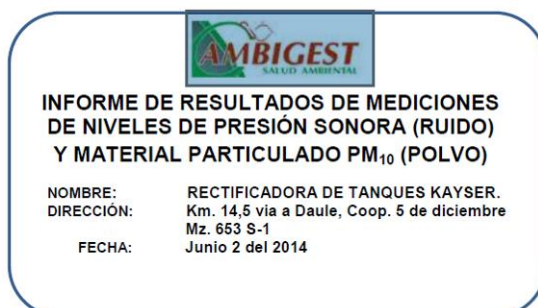 AMBIGEST
SALUD AMBIENTAL
INFORME DE RESULTADOS DE MEDICIONES
DE NIVELES DE PRESIÓN SONORA (RUIDO)
Y MATERIAL PARTICULADO PM₁₀ (POLVO)
NOMBRE: RECTIFICADORA DE TANQUES KAYSER.
DIRECCIÓN: Km. 14,5 via a Daule, Coop. 5 de diciembre
Mz. 653 S-1
FECHA: Junio 2 del 2014